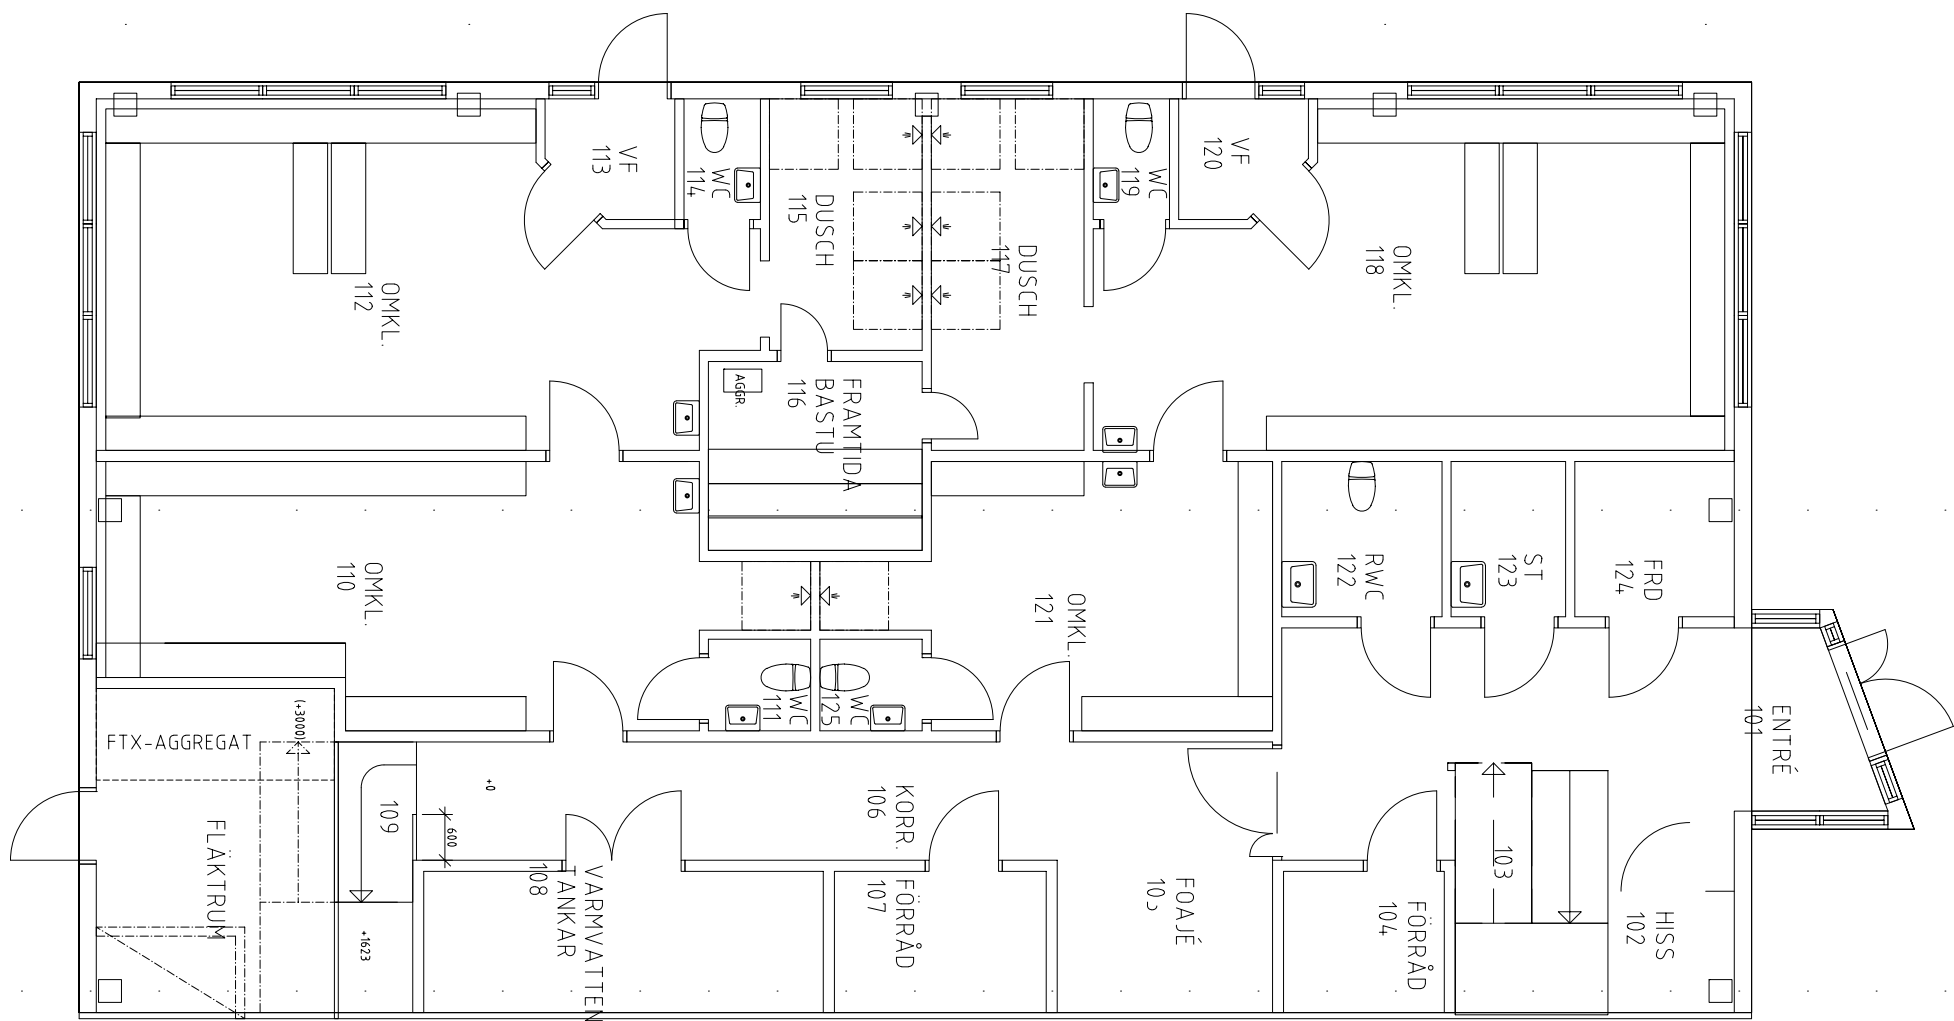 VF
113
WC
114
DUSCH
115
DUSCH
117
WC
119
VF
120
OMKL.
112
OMKL.
118
FRAMTIDA
BASTU
116
AGGR.
OMKL.
110
OMKL.
121
RWC
122
ST
123
FRD
124
WC
111
WC
125
ENTRÉ
101
FTX-AGGREGAT
(+3000)
FLÄKTRUM
109
600
+0
+1623
VARMVATTEN
TANKAR
108
KORR.
106
FÖRRÅD
107
FOAJÉ
105
FÖRRÅD
104
103
HISS
102